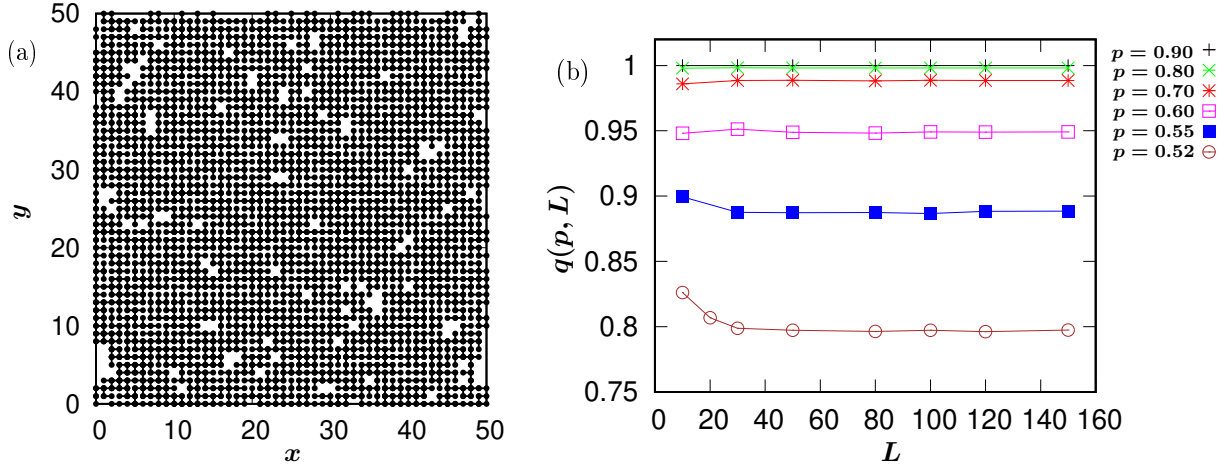 (a)
50
40
30
20
10
0
y
0 10 20 30 40 50
x
(b)
1
0.95
0.9
0.85
0.8
0.75
q(p, L)
0 20 40 60 80 100 120 140 160
L
p = 0.90
p = 0.80
p = 0.70
p = 0.60
p = 0.55
p = 0.52